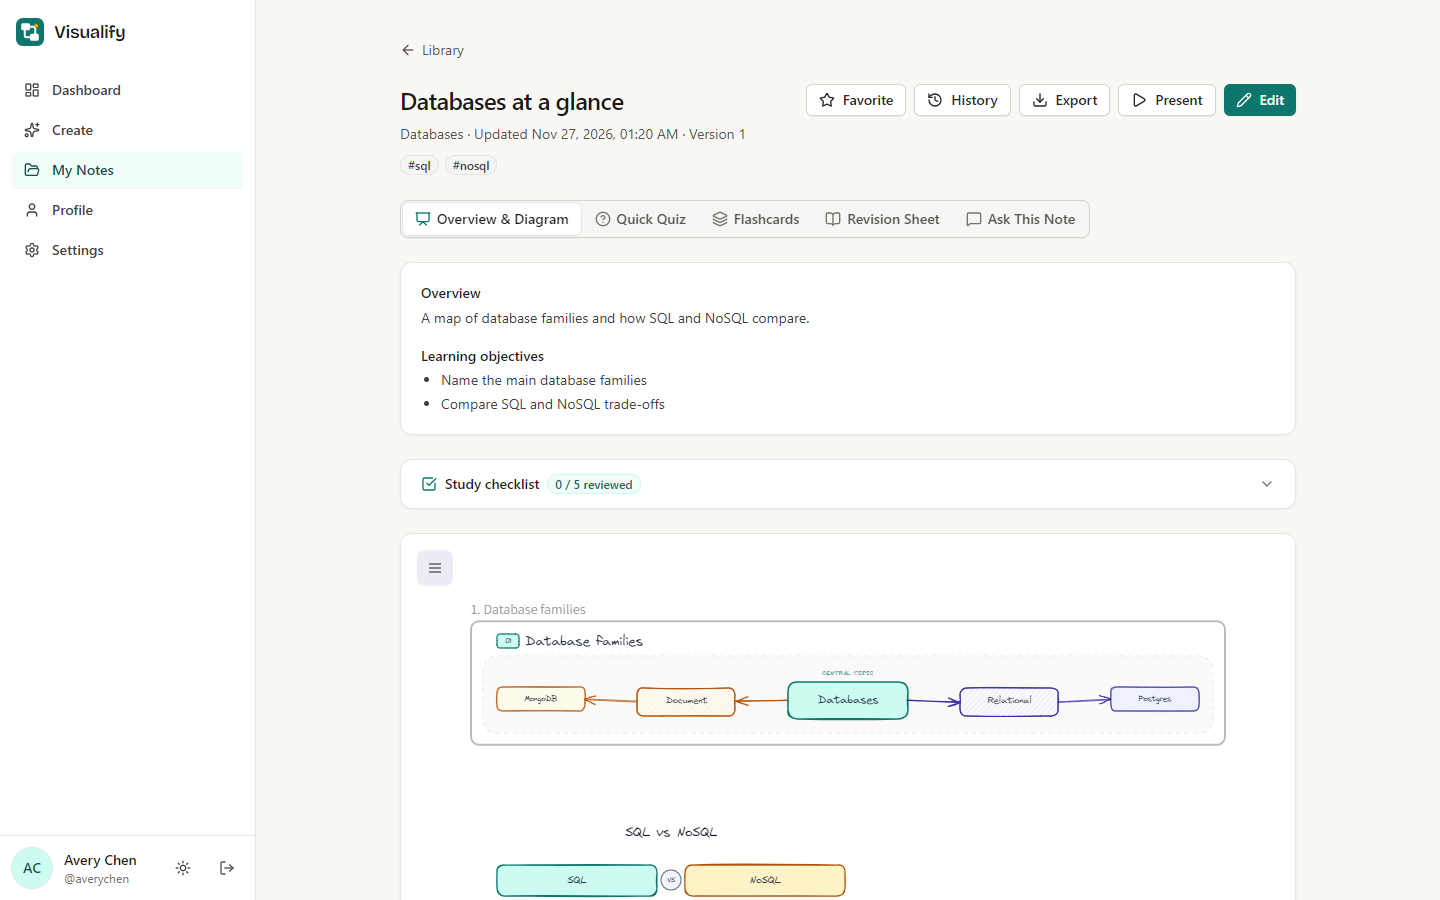 Visualify
Dashboard
Create
My Notes
Profile
Settings
AC
Avery Chen
@averychen
Library
Databases at a glance
Favorite
History
Export
Present
Edit
Databases · Updated Nov 27, 2026, 01:20 AM · Version 1
#sql
#nosql
Overview & Diagram
Quick Quiz
Flashcards
Revision Sheet
Ask This Note
Overview
A map of database families and how SQL and NoSQL compare.
Learning objectives
• Name the main database families
• Compare SQL and NoSQL trade-offs
Study checklist
0 / 5 reviewed
1. Database families
01
Database families
CENTRAL TOPIC
MongoDB
Document
Databases
Relational
Postgres
SQL vs NoSQL
SQL
VS
NoSQL